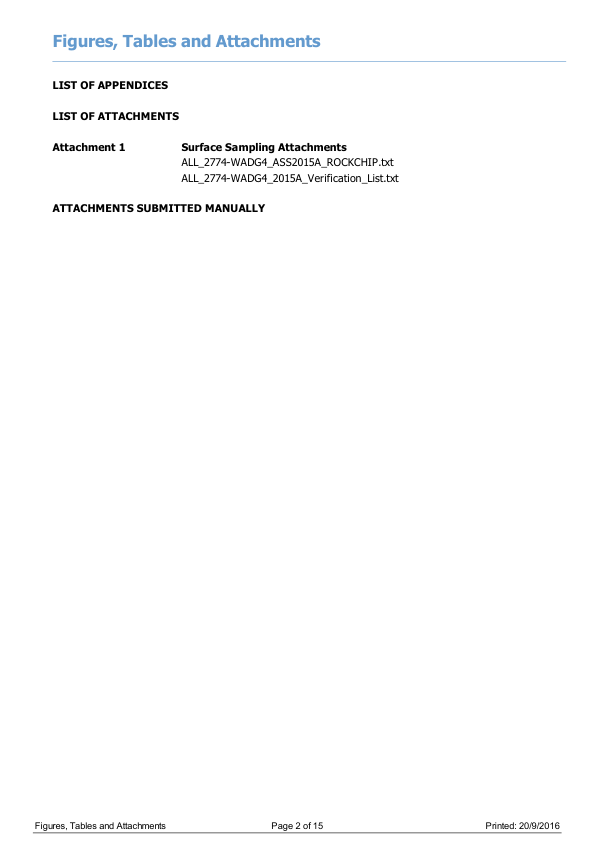 Figures, Tables and Attachments
LIST OF APPENDICES
LIST OF ATTACHMENTS
Attachment 1 Surface Sampling Attachments
ALL_2774-WADG4_ASS2015A_ROCKCHIP.txt
ALL_2774-WADG4_2015A_Verification_List.txt
ATTACHMENTS SUBMITTED MANUALLY
Figures, Tables and Attachments Page 2 of 15 Printed: 20/9/2016